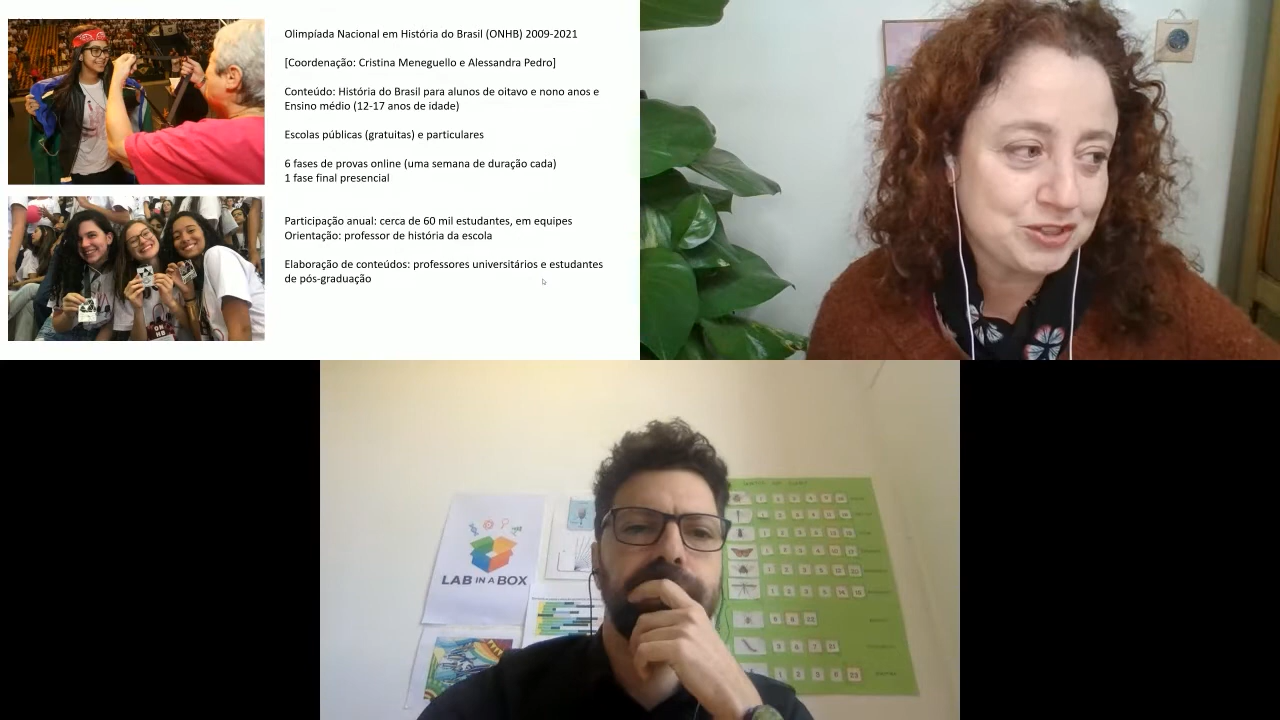 Olimpíada Nacional em História do Brasil (ONHB) 2009-2021
[Coordenação: Cristina Meneguello e Alessandra Pedro]
Conteúdo: História do Brasil para alunos de oitavo e nono anos e
Ensino médio (12-17 anos de idade)
Escolas públicas (gratuitas) e particulares
6 fases de provas online (uma semana de duração cada)
1 fase final presencial
Participação anual: cerca de 60 mil estudantes, em equipes
Orientação: professor de história da escola
Elaboração de conteúdos: professores universitários e estudantes
de pós-graduação
LAB IN A BOX